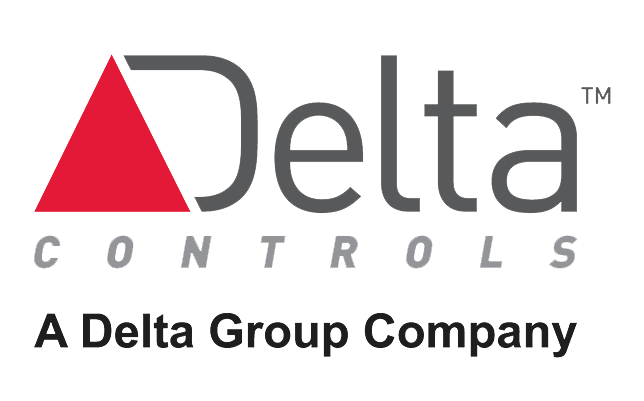 Delta™
CONTROLS
A Delta Group Company